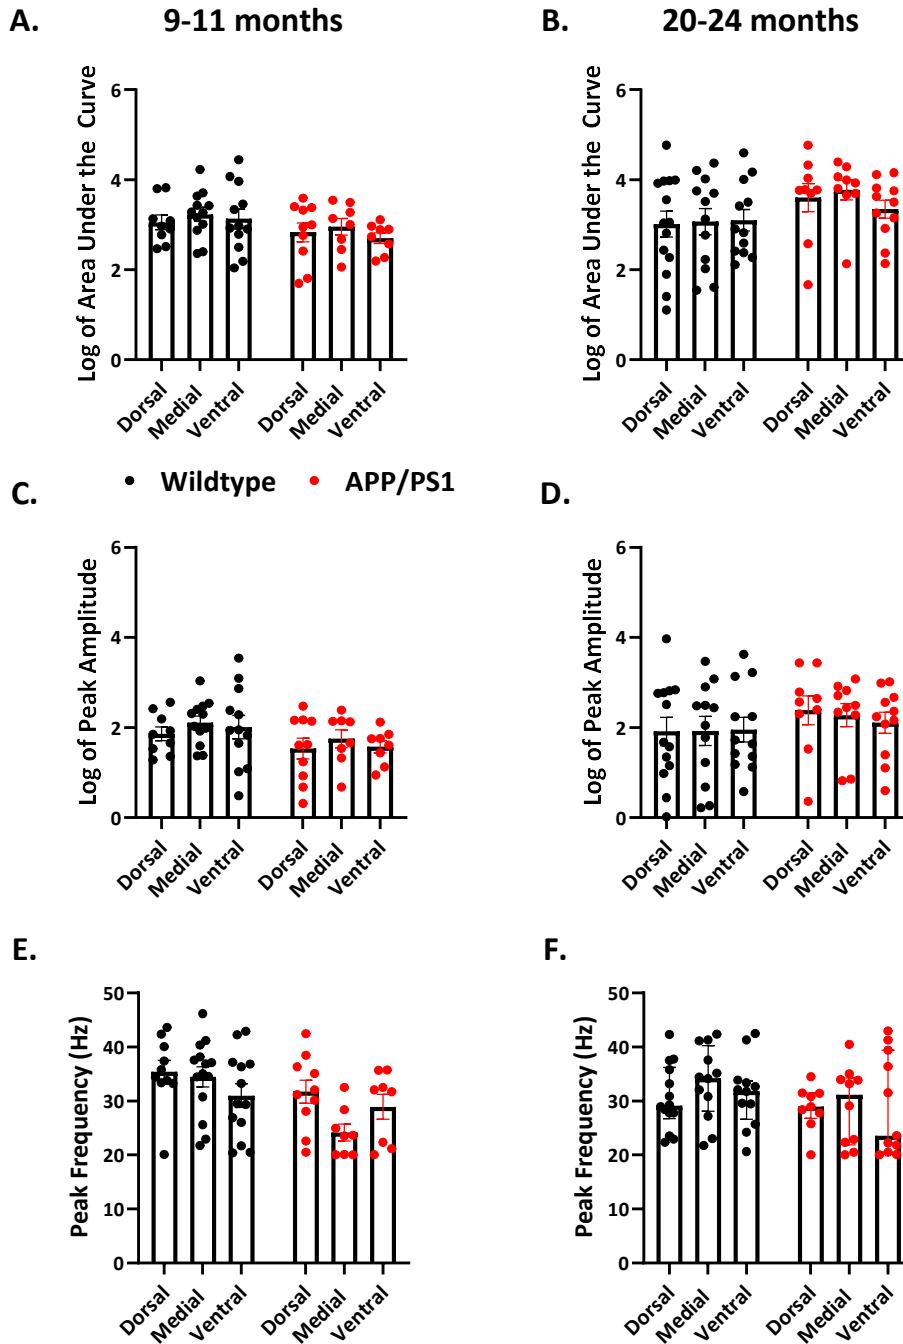 A. 9-11 months
B. 20-24 months
Log of Area Under the Curve
6
4
2
0
Dorsal
Medial
Ventral
Dorsal
Medial
Ventral
Log of Area Under the Curve
6
4
2
0
Dorsal
Medial
Ventral
Dorsal
Medial
Ventral
Wildtype APP/PS1
C.
Log of Peak Amplitude
6
4
2
0
Dorsal
Medial
Ventral
Dorsal
Medial
Ventral
D.
Log of Peak Amplitude
6
4
2
0
Dorsal
Medial
Ventral
Dorsal
Medial
Ventral
E.
Peak Frequency (Hz)
50
40
30
20
10
0
Dorsal
Medial
Ventral
Dorsal
Medial
Ventral
F.
Peak Frequency (Hz)
50
40
30
20
10
0
Dorsal
Medial
Ventral
Dorsal
Medial
Ventral